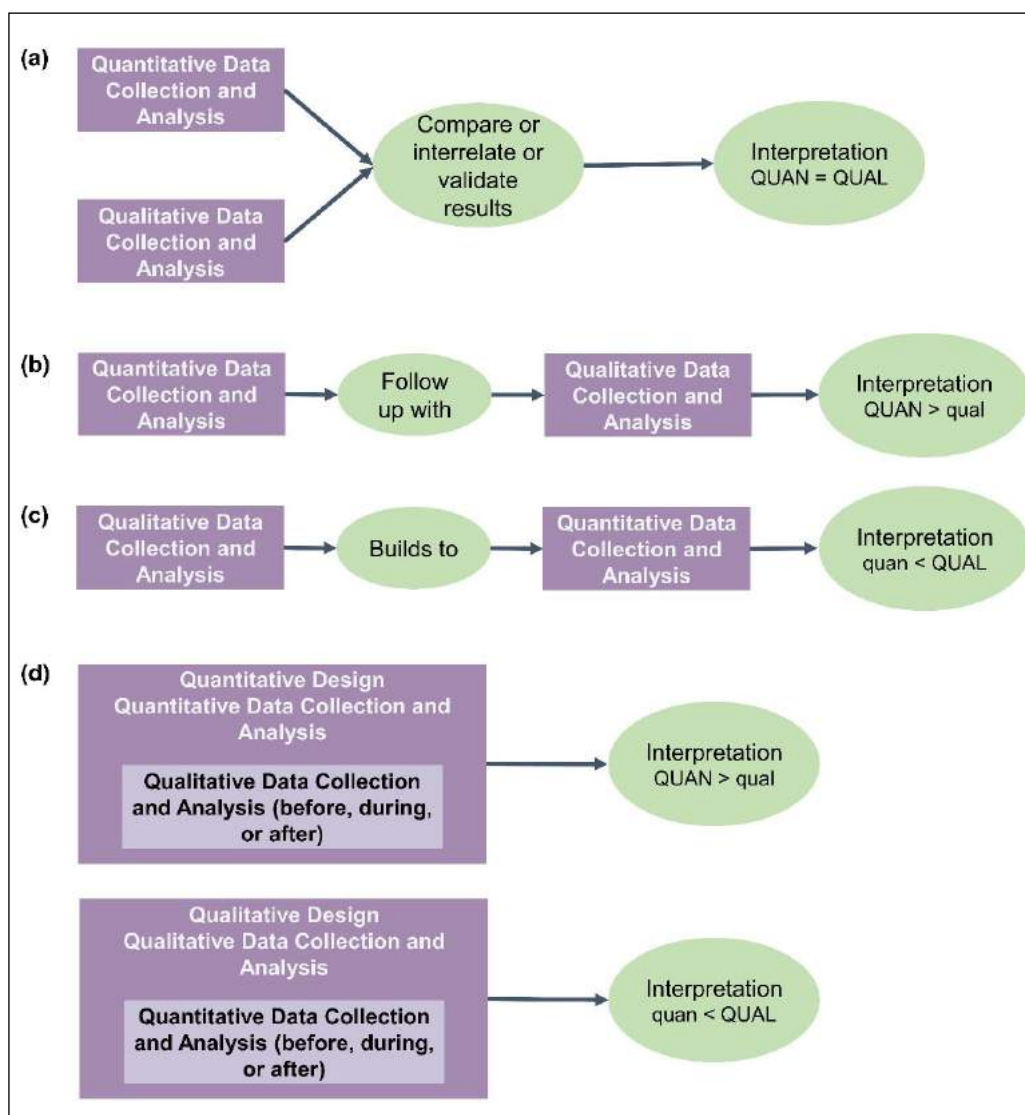 (a)
Quantitative Data
Collection and
Analysis
Qualitative Data
Collection and
Analysis
Compare or
interrelate or
validate
results
Interpretation
QUAN = QUAL
(b)
Quantitative Data
Collection and
Analysis
Follow
up with
Qualitative Data
Collection and
Analysis
Interpretation
QUAN > qual
(c)
Qualitative Data
Collection and
Analysis
Builds to
Quantitative Data
Collection and
Analysis
Interpretation
quan < QUAL
(d)
Quantitative Design
Quantitative Data Collection and
Analysis
Qualitative Data Collection
and Analysis (before, during,
or after)
Interpretation
QUAN > qual
Qualitative Design
Qualitative Data Collection and
Analysis
Quantitative Data Collection
and Analysis (before, during,
or after)
Interpretation
quan < QUAL